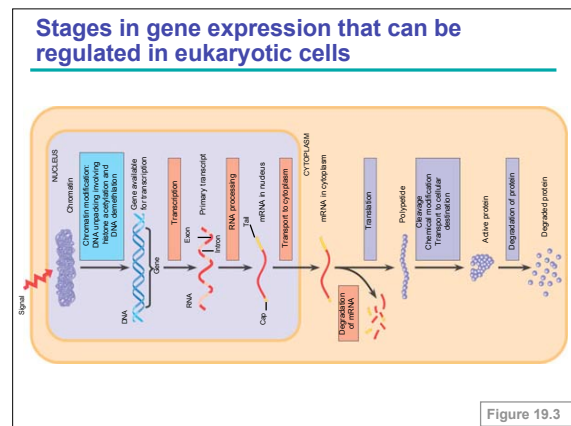 Stages in gene expression that can be
regulated in eukaryotic cells
Signal
NUCLEUS
Chromatin
Chromatin modification:
DNA unpacking involving
histone acetylation and
DNA demethlation
Gene available
for transcription
DNA
Gene
Transcription
Primary transcript
Exon
Intron
RNA
RNA processing
Tail
mRNA in nucleus
Cap
Transport to cytoplasm
CYTOPLASM
mRNA in cytoplasm
Degradation
of mRNA
Translation
Polypetide
Cleavage
Chemical modification
Transport to cellular
destination
Active protein
Degradation of protein
Degraded protein
Figure 19.3